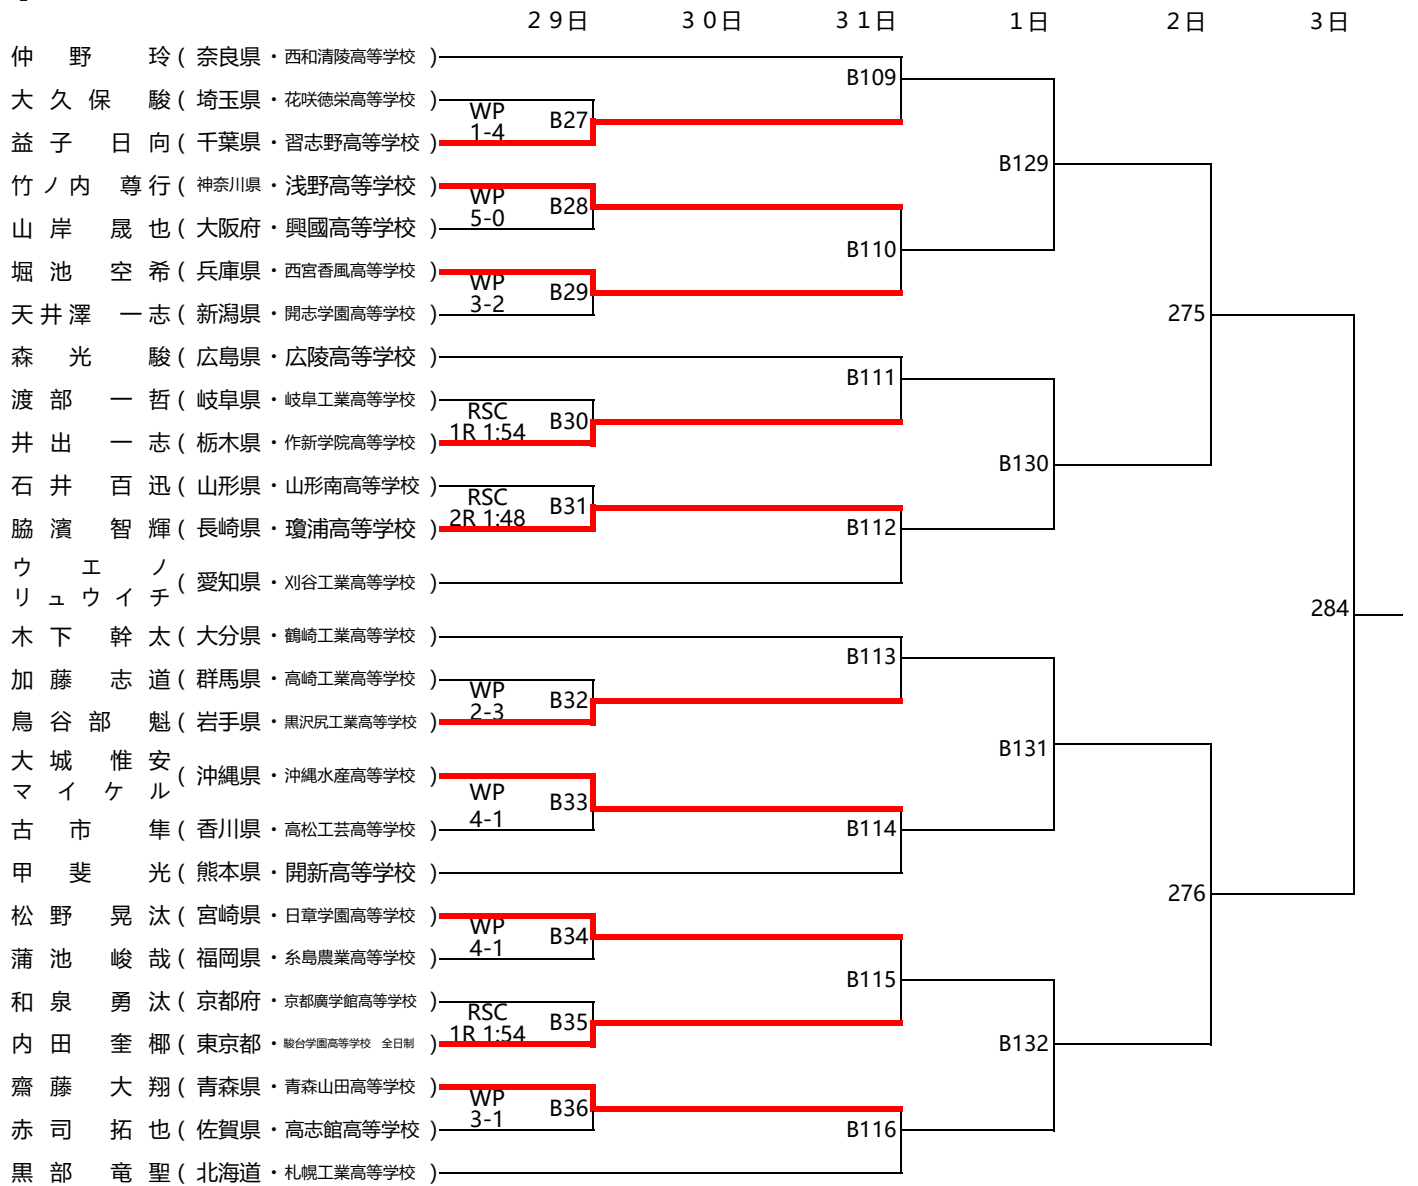 ２９日 ３０日 ３１日 １日 ２日 ３日
仲 野 玲 ( 奈良県 ・ 西和清陵高等学校 )
B109
大 久 保 駿 ( 埼玉県 ・ 花咲徳栄高等学校 )
WP 1-4 B27
益 子 日 向 ( 千葉県 ・ 習志野高等学校 )
B129
竹 ノ 内 尊 行 ( 神奈川県 ・ 浅野高等学校 )
WP 5-0 B28
山 岸 晟 也 ( 大阪府 ・ 興國高等学校 )
B110
堀 池 空 希 ( 兵庫県 ・ 西宮香風高等学校 )
WP 3-2 B29
天 井 澤 一 志 ( 新潟県 ・ 開志学園高等学校 )
275
森 光 駿 ( 広島県 ・ 広陵高等学校 )
B111
渡 部 一 哲 ( 岐阜県 ・ 岐阜工業高等学校 )
RSC 1R 1:54 B30
井 出 一 志 ( 栃木県 ・ 作新学院高等学校 )
B130
石 井 百 迅 ( 山形県 ・ 山形南高等学校 )
RSC 2R 1:48 B31
脇 濱 智 輝 ( 長崎県 ・ 瓊浦高等学校 )
B112
ウ エ ノ
リ ュ ウ イ チ ( 愛知県 ・ 刈谷工業高等学校 )
284
木 下 幹 太 ( 大分県 ・ 鶴崎工業高等学校 )
B113
加 藤 志 道 ( 群馬県 ・ 高崎工業高等学校 )
WP 2-3 B32
鳥 谷 部 魁 ( 岩手県 ・ 黒沢尻工業高等学校 )
B131
大 城 惟 安
マ イ ケ ル ( 沖縄県 ・ 沖縄水産高等学校 )
WP 4-1 B33
古 市 隼 ( 香川県 ・ 高松工芸高等学校 )
B114
甲 斐 光 ( 熊本県 ・ 開新高等学校 )
276
松 野 晃 汰 ( 宮崎県 ・ 日章学園高等学校 )
WP 4-1 B34
蒲 池 峻 哉 ( 福岡県 ・ 糸島農業高等学校 )
B115
和 泉 勇 汰 ( 京都府 ・ 京都廣学館高等学校 )
RSC 1R 1:54 B35
内 田 奎 椰 ( 東京都 ・ 駿台学園高等学校 全日制 )
B132
齋 藤 大 翔 ( 青森県 ・ 青森山田高等学校 )
WP 3-1 B36
赤 司 拓 也 ( 佐賀県 ・ 高志館高等学校 )
B116
黒 部 竜 聖 ( 北海道 ・ 札幌工業高等学校 )